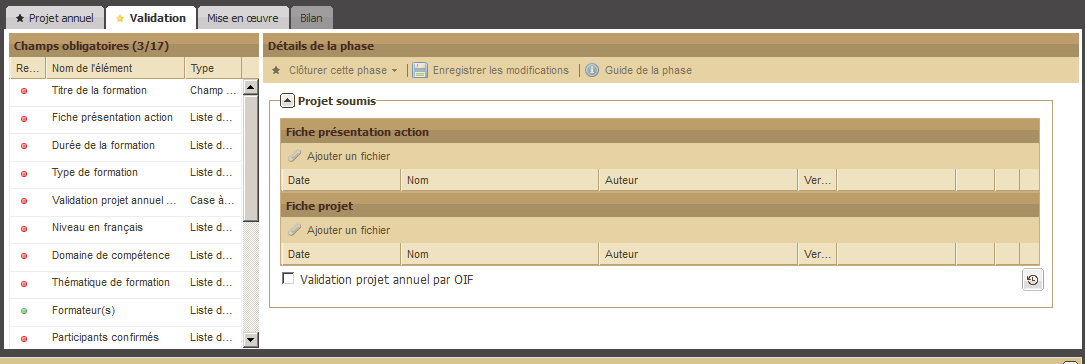 Projet annuel Validation Mise en œuvre Bilan
Champs obligatoires (3/17)
Re... Nom de l'élément Type
Titre de la formation Champ ...
Fiche présentation action Liste d...
Durée de la formation Liste d...
Type de formation Liste d...
Validation projet annuel ... Case à...
Niveau en français Liste d...
Domaine de compétence Liste d...
Thématique de formation Liste d...
Formateur(s) Liste d...
Participants confirmés Liste d...
Détails de la phase
Clôturer cette phase Enregistrer les modifications Guide de la phase
Projet soumis
Fiche présentation action
Ajouter un fichier
Date Nom Auteur Ver...
Fiche projet
Ajouter un fichier
Date Nom Auteur Ver...
Validation projet annuel par OIF